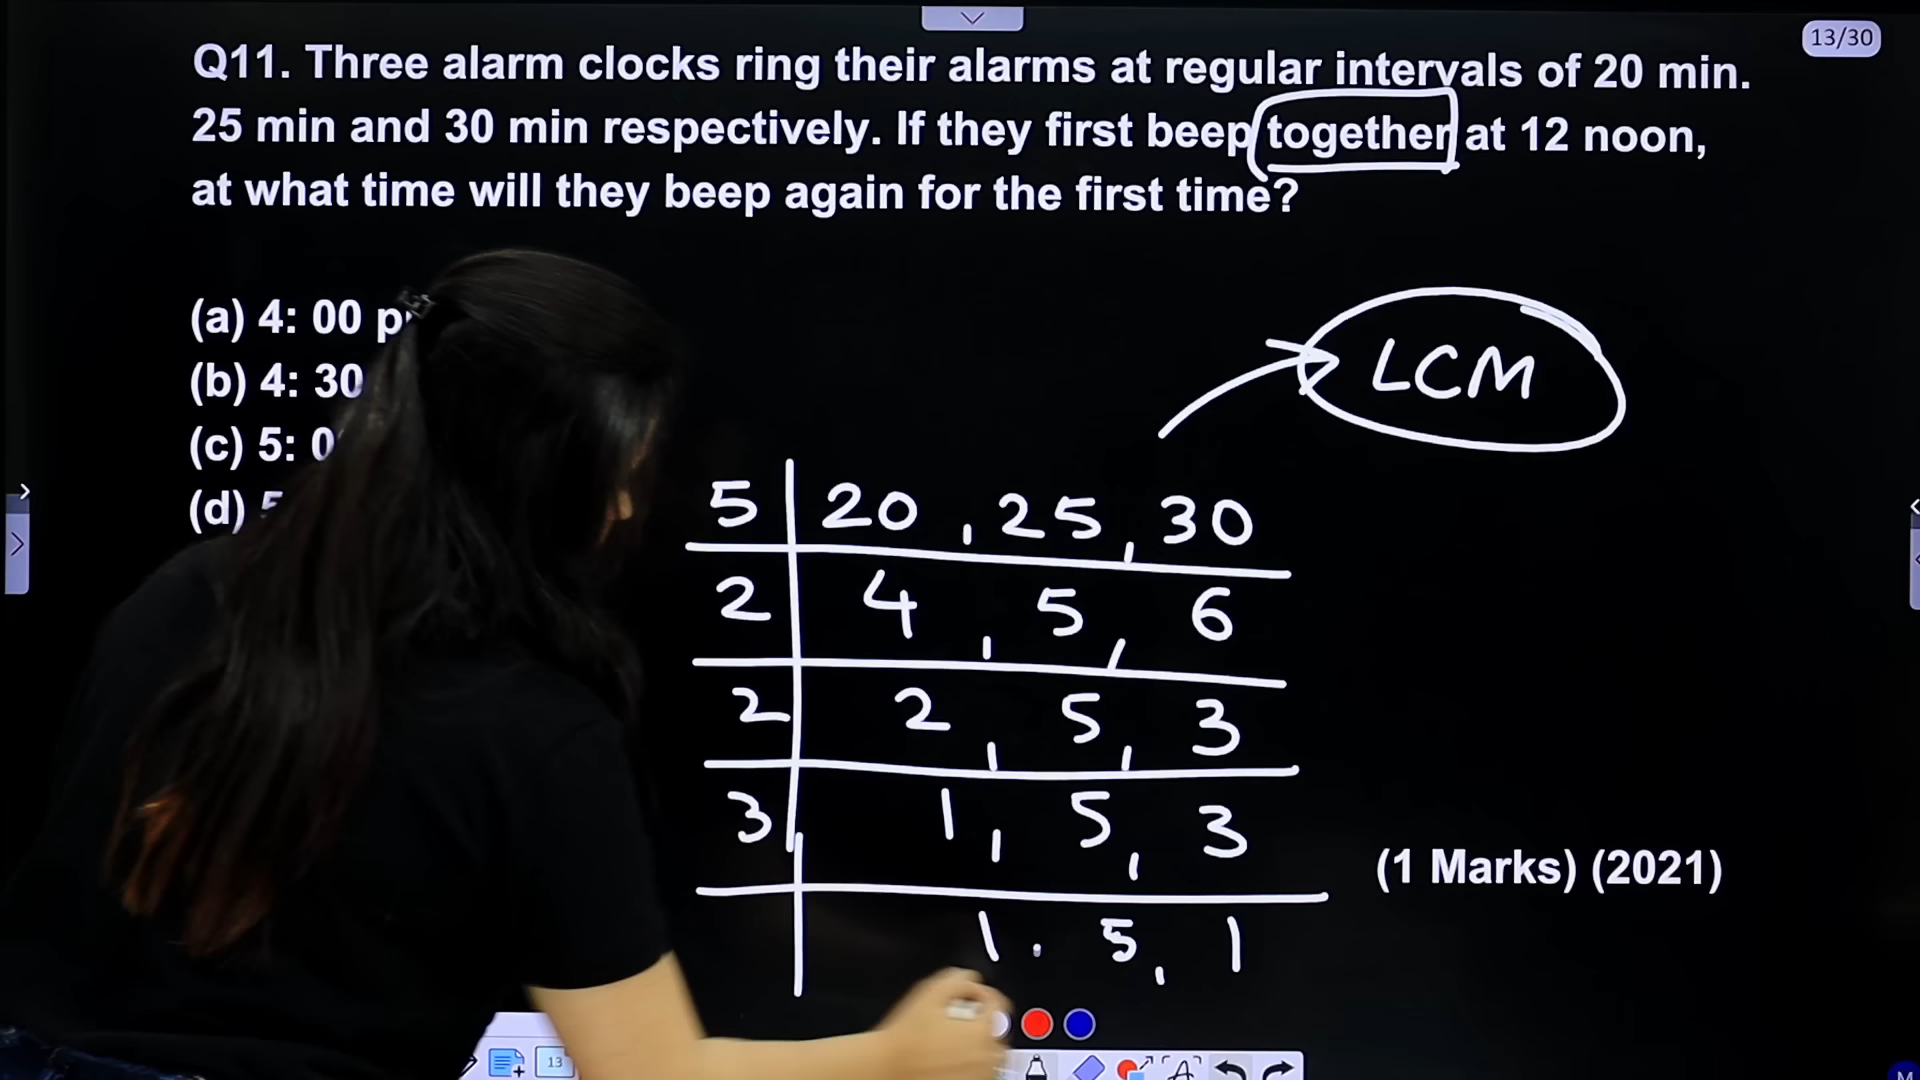 13/30
Q11. Three alarm clocks ring their alarms at regular intervals of 20 min.
25 min and 30 min respectively. If they first beep together at 12 noon,
at what time will they beep again for the first time?
(a) 4: 00
(b) 4: 30
(c) 5:
(d)
LCM
5 20 , 25 , 30
2 4 , 5 , 6
2 2 , 5 , 3
3 1 , 5 , 3
1 . 5 , 1
(1 Marks) (2021)
13